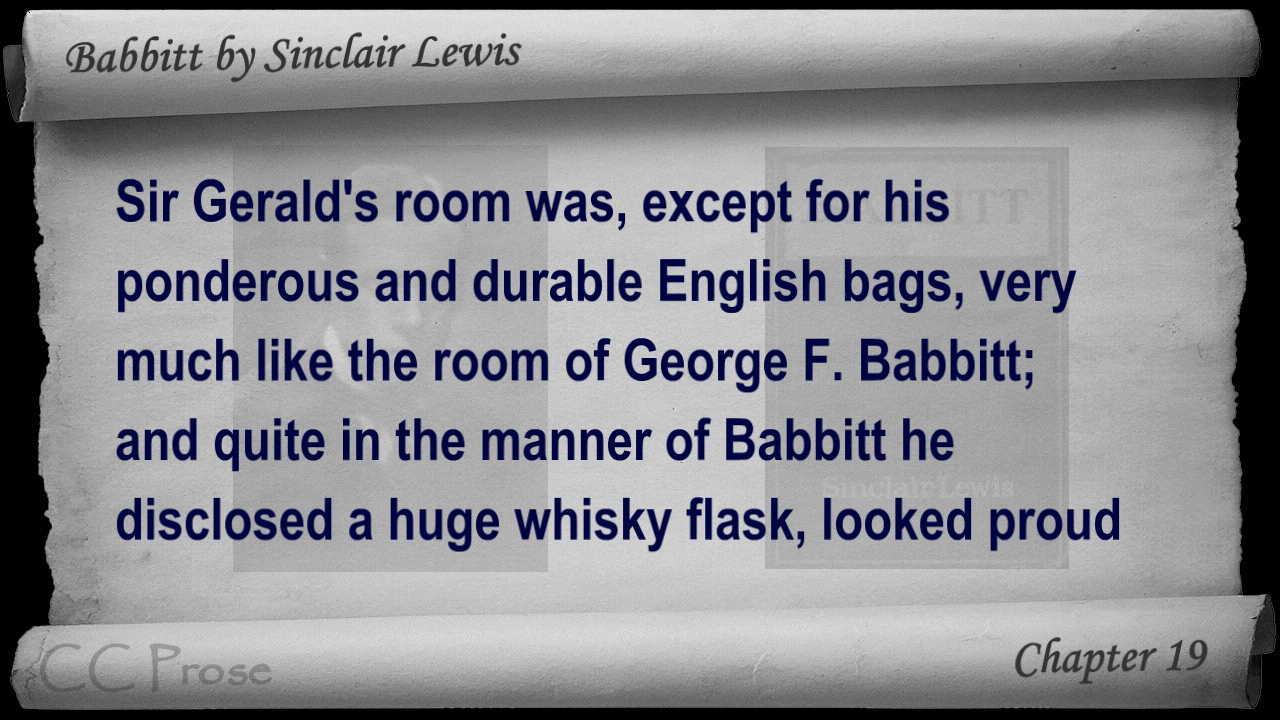 Babbitt by Sinclair Lewis
Sir Gerald's room was, except for his
ponderous and durable English bags, very
much like the room of George F. Babbitt;
and quite in the manner of Babbitt he
disclosed a huge whisky flask, looked proud
Sinclair Lewis
CC Prose
Chapter 19